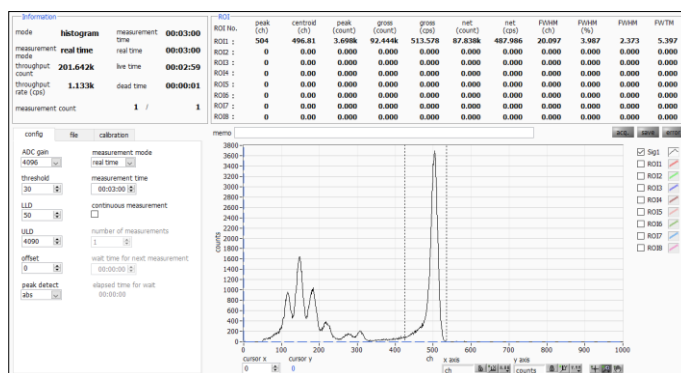 Information
mode histogram measurement time 00:03:00
measurement mode real time real time 00:03:00
throughput count 201.642k live time 00:02:59
throughput rate (cps) 1.133k dead time 00:00:01
measurement count 1 / 1
ROI
ROI No. peak (ch) centroid (ch) peak (count) gross (count) gross (cps) net (count) net (cps) FWHM (ch) FWHM (%) FWHM FWTM
ROI1 : 504 496.81 3.698k 92.444k 513.578 87.838k 487.986 20.097 3.987 2.373 5.397
ROI2 : 0 0.00 0.000 0.000 0.000 0.000 0.000 0.000 0.000 0.000 0.000
ROI3 : 0 0.00 0.000 0.000 0.000 0.000 0.000 0.000 0.000 0.000 0.000
ROI4 : 0 0.00 0.000 0.000 0.000 0.000 0.000 0.000 0.000 0.000 0.000
ROI5 : 0 0.00 0.000 0.000 0.000 0.000 0.000 0.000 0.000 0.000 0.000
ROI6 : 0 0.00 0.000 0.000 0.000 0.000 0.000 0.000 0.000 0.000 0.000
ROI7 : 0 0.00 0.000 0.000 0.000 0.000 0.000 0.000 0.000 0.000 0.000
ROI8 : 0 0.00 0.000 0.000 0.000 0.000 0.000 0.000 0.000 0.000 0.000
config file calibration
memo
acq. save error
ADC gain measurement mode
4096 real time
threshold measurement time
30 00:03:00
LLD continuous measurement
50
ULD number of measurements
4090 1
offset wait time for next measurement
0 00:00:00
peak detect elapsed time for wait
abs 00:00:00
3800
3600
3400
3200
3000
2800
2600
2400
2200
2000
1800
1600
1400
1200
1000
800
600
400
200
0
counts
0 100 200 300 400 500 600 700 800 900 1000
ch
cursor x cursor y x axis y axis
0 0 ch counts
Sig1
ROI1
ROI2
ROI3
ROI4
ROI5
ROI6
ROI7
ROI8